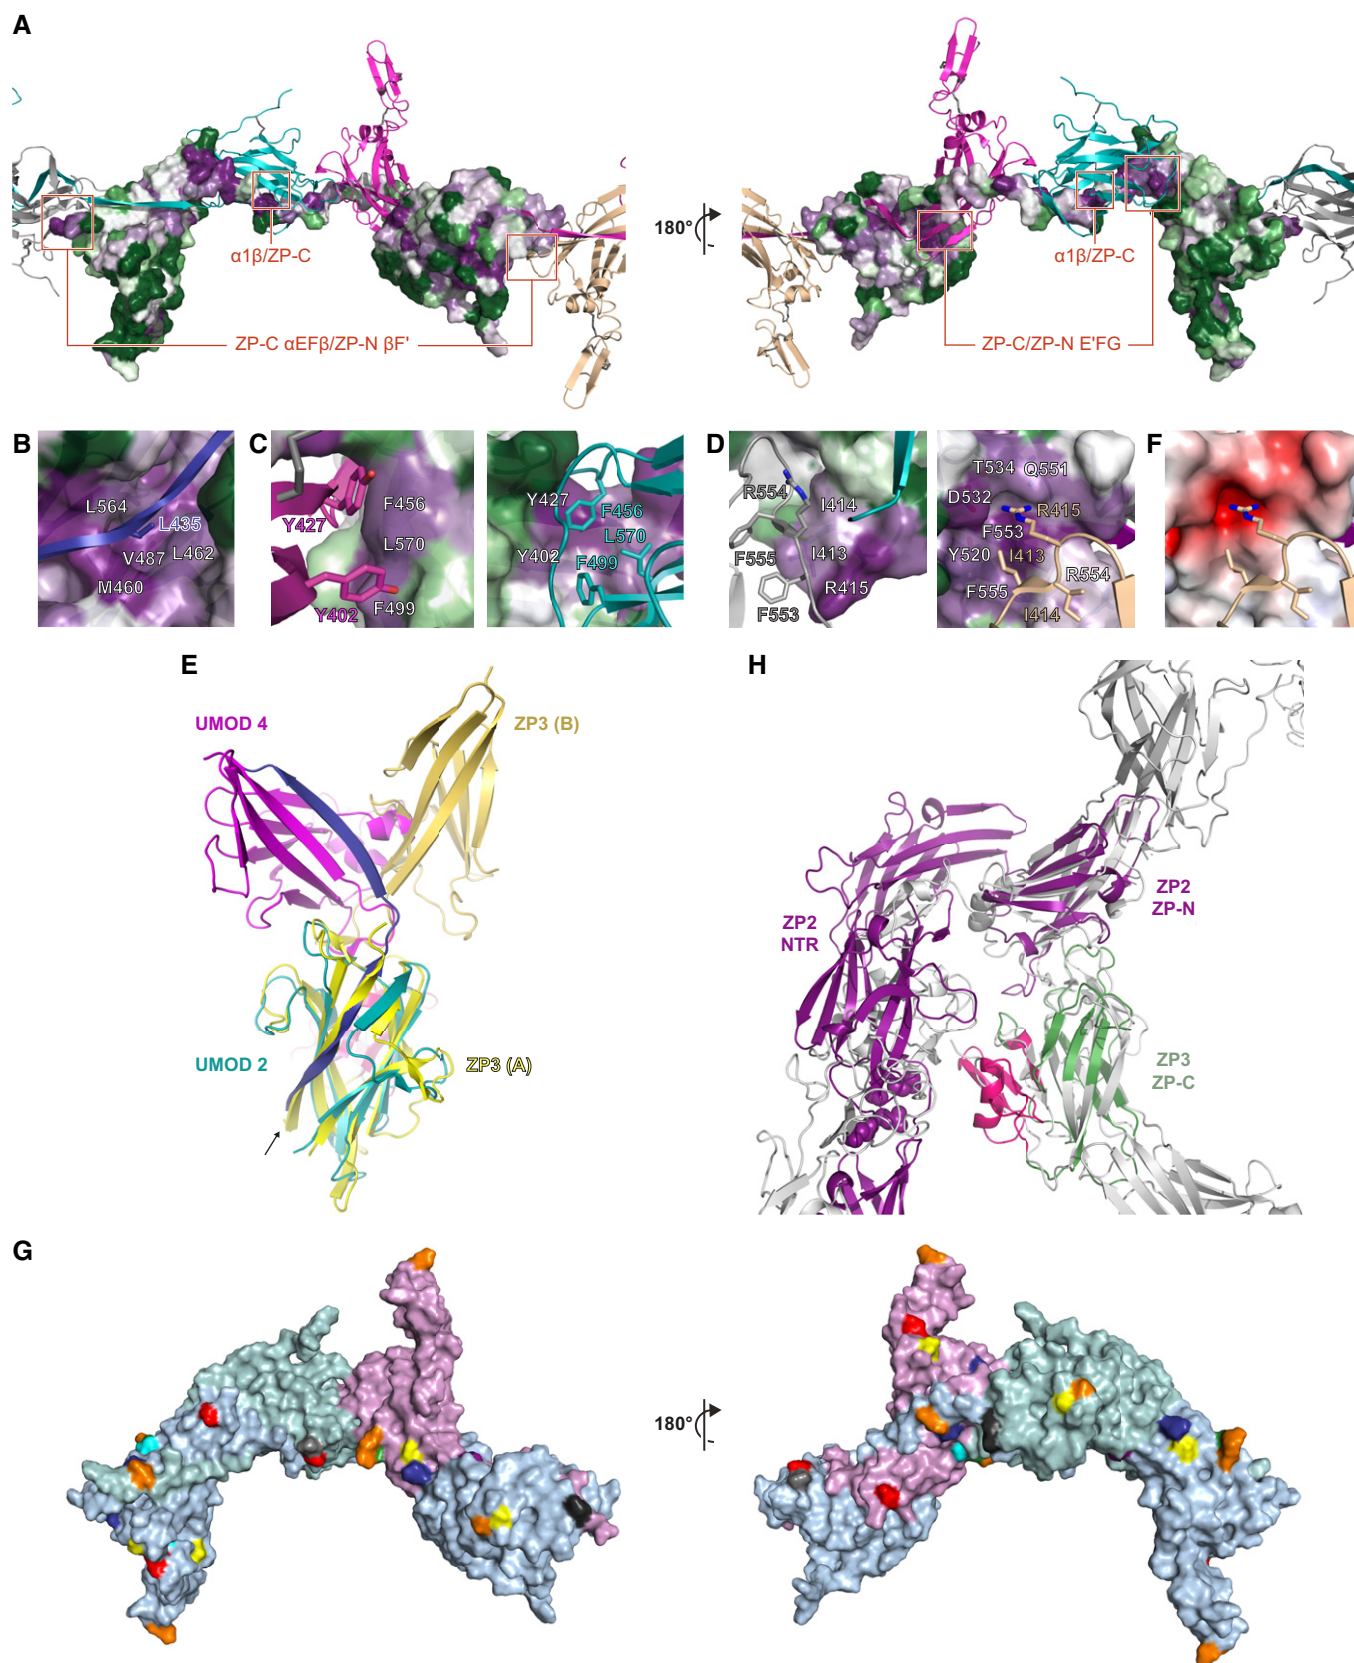 A
180°
α1β/ZP-C
α1β/ZP-C
ZP-C αEFβ/ZP-N βF'
ZP-C/ZP-N E'FG
B
L564
L435
V487
L462
M460
C
Y427
F456
L570
Y402
F499
Y427
F456
L570
Y402
F499
D
R554
I414
I413
F555
R415
F553
T534
Q551
D532
R415
F553
Y520
I413
R554
F555
I414
F
E
UMOD 4
ZP3 (B)
UMOD 2
ZP3 (A)
H
ZP2
ZP-N
ZP2
NTR
ZP3
ZP-C
G
180°